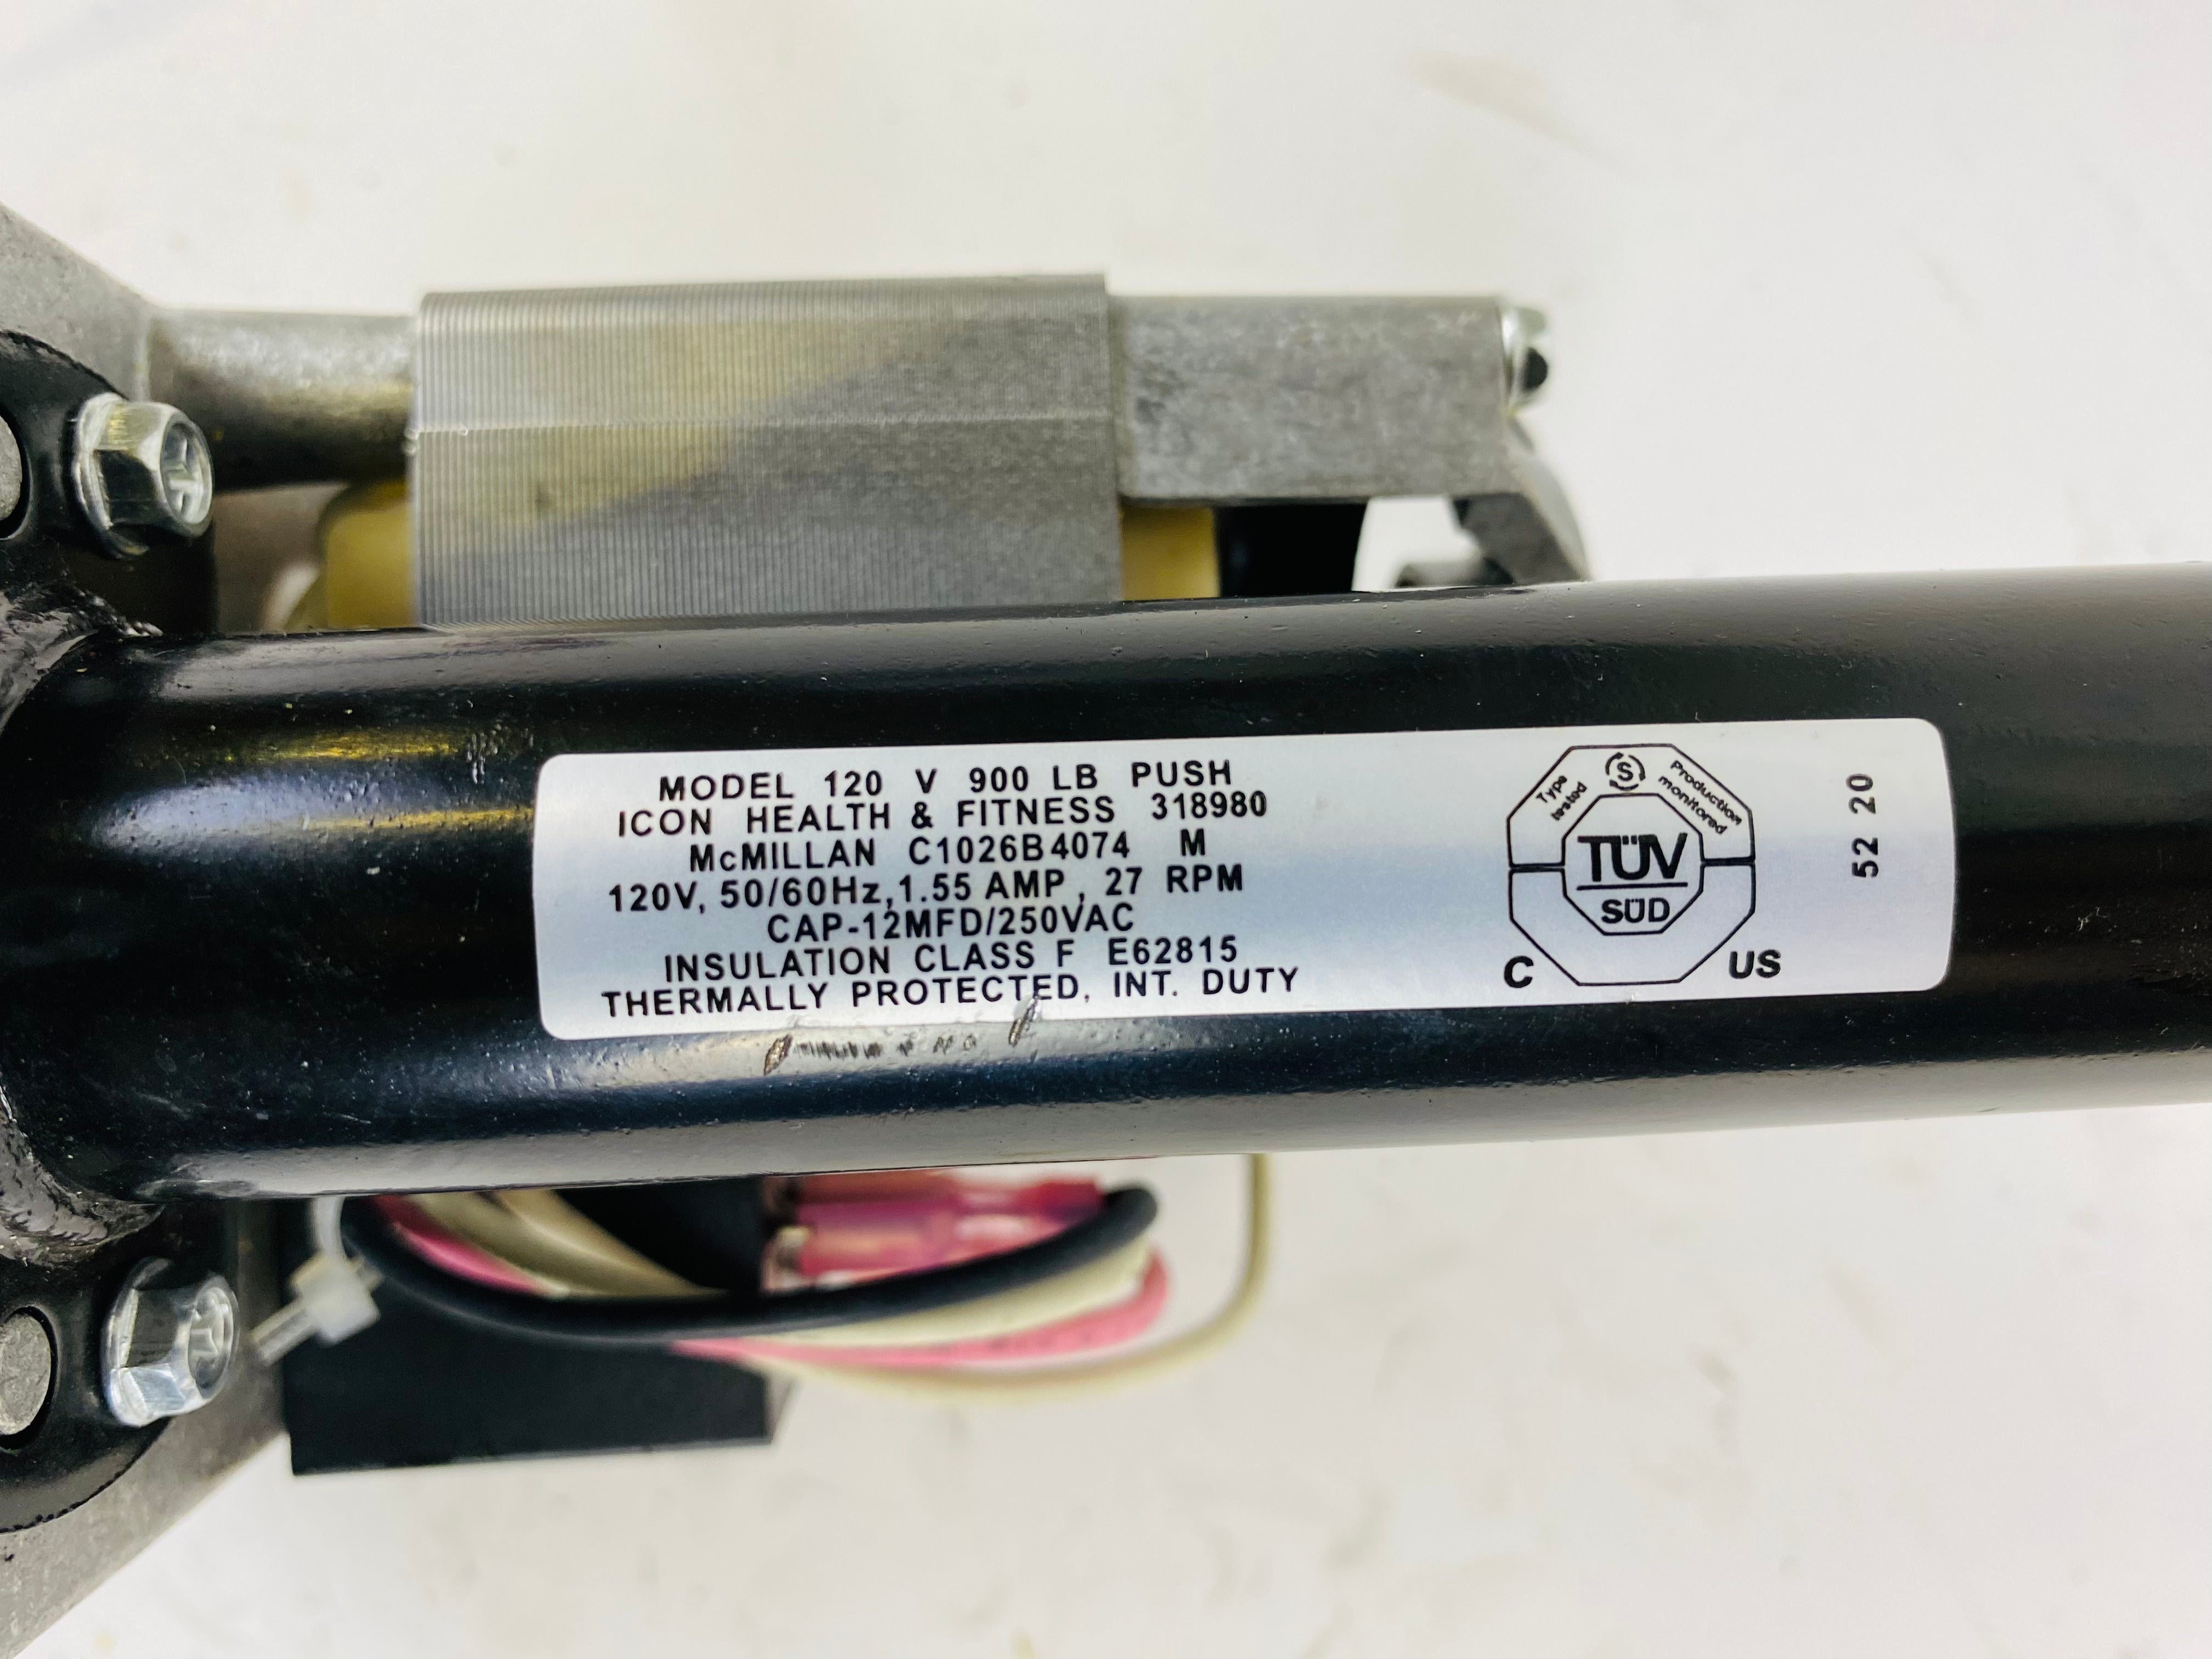 MODEL 120 V 900 LB PUSH
ICON HEALTH & FITNESS 318980
McMILLAN C1026B4074 M
120V, 50/60Hz, 1.55 AMP, 27 RPM
CAP-12MFD/250VAC
INSULATION CLASS F E62815
THERMALLY PROTECTED, INT. DUTY
Type tested
S
Production monitored
TÜV
SÜD
C US
52 20